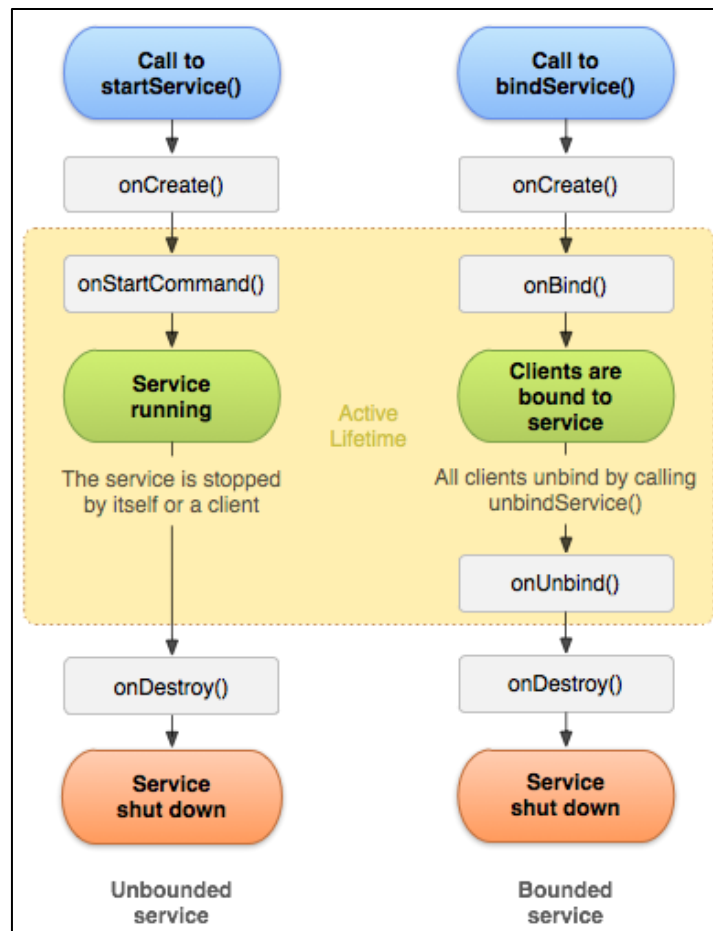 Call to
startService()
onCreate()
onStartCommand()
Service
running
The service is stopped
by itself or a client
onDestroy()
Service
shut down
Unbounded
service
Active
Lifetime
Call to
bindService()
onCreate()
onBind()
Clients are
bound to
service
All clients unbind by calling
unbindService()
onUnbind()
onDestroy()
Service
shut down
Bounded
service